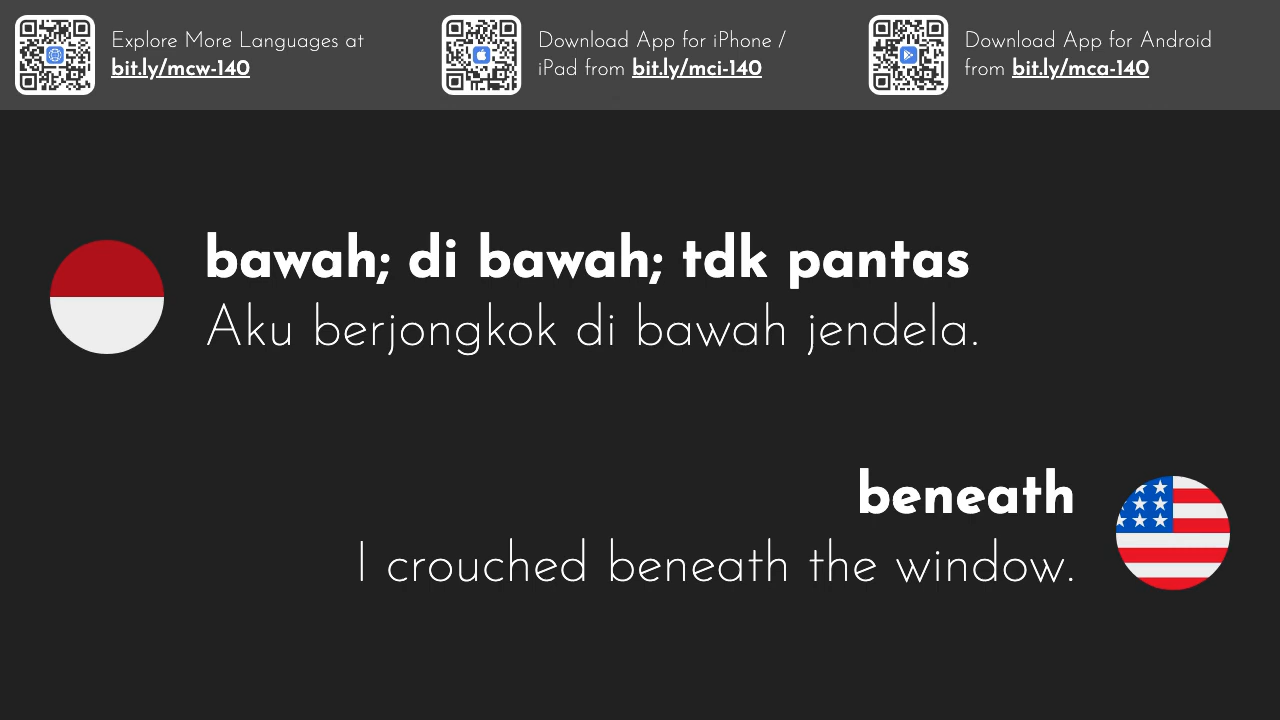 Explore More Languages at
bit.ly/mcw-140
Download App for iPhone /
iPad from bit.ly/mci-140
Download App for Android
from bit.ly/mca-140
bawah; di bawah; tdk pantas
Aku berjongkok di bawah jendela.
beneath
I crouched beneath the window.